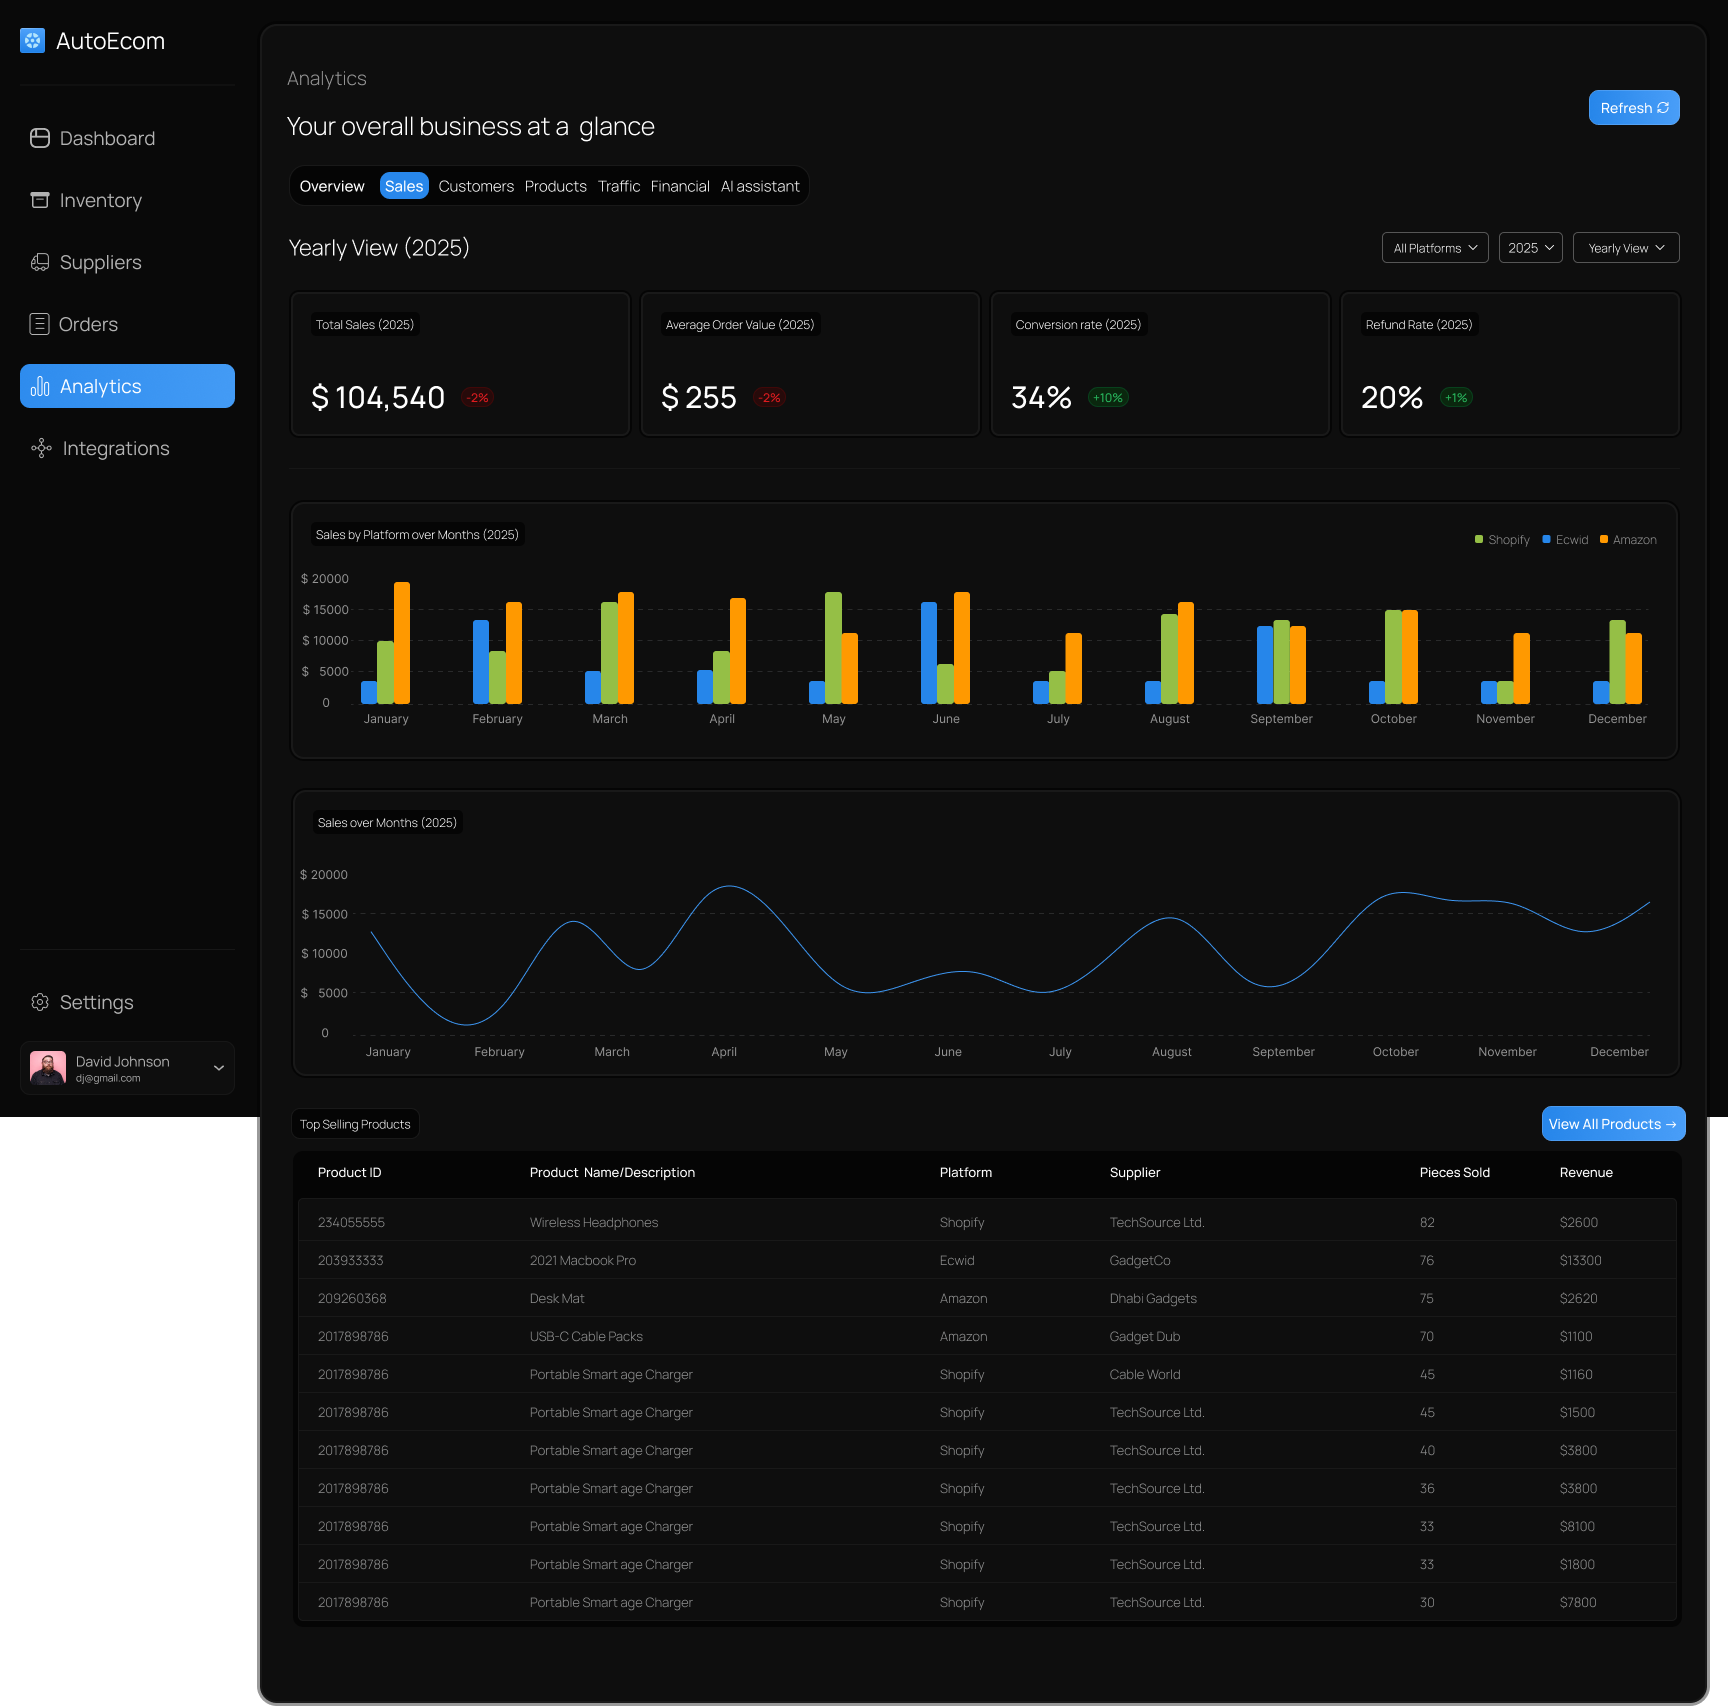 AutoEcom
Dashboard
Inventory
Suppliers
Orders
Analytics
Integrations
Settings
David Johnson
dj@gmail.com
Analytics
Your overall business at a glance
Refresh
Overview Sales Customers Products Traffic Financial AI assistant
Yearly View (2025)
All Platforms 2025 Yearly View
Total Sales (2025)
$ 104,540 -2%
Average Order Value (2025)
$ 255 -2%
Conversion rate (2025)
34% +10%
Refund Rate (2025)
20% +1%
Sales by Platform over Months (2025)
Shopify Ecwid Amazon
$ 20000
$ 15000
$ 10000
$ 5000
0
January February March April May June July August September October November December
Sales over Months (2025)
$ 20000
$ 15000
$ 10000
$ 5000
0
January February March April May June July August September October November December
Top Selling Products
View All Products →
Product ID Product Name/Description Platform Supplier Pieces Sold Revenue
234055555 Wireless Headphones Shopify TechSource Ltd. 82 $2600
203933333 2021 Macbook Pro Ecwid GadgetCo 76 $13300
209260368 Desk Mat Amazon Dhabi Gadgets 75 $2620
2017898786 USB-C Cable Packs Amazon Gadget Dub 70 $1100
2017898786 Portable Smart age Charger Shopify Cable World 45 $1160
2017898786 Portable Smart age Charger Shopify TechSource Ltd. 45 $1500
2017898786 Portable Smart age Charger Shopify TechSource Ltd. 40 $3800
2017898786 Portable Smart age Charger Shopify TechSource Ltd. 36 $3800
2017898786 Portable Smart age Charger Shopify TechSource Ltd. 33 $8100
2017898786 Portable Smart age Charger Shopify TechSource Ltd. 33 $1800
2017898786 Portable Smart age Charger Shopify TechSource Ltd. 30 $7800